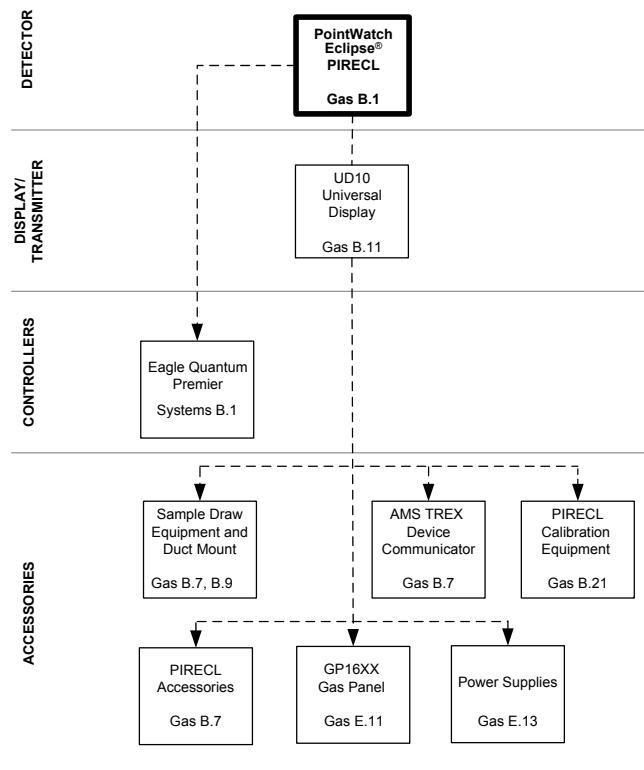 DETECTOR
PointWatch
Eclipse®
PIRECL
Gas B.1
DISPLAY/
TRANSMITTER
UD10
Universal
Display
Gas B.11
CONTROLLERS
Eagle Quantum
Premier
Systems B.1
ACCESSORIES
Sample Draw
Equipment and
Duct Mount
Gas B.7, B.9
AMS TREX
Device
Communicator
Gas B.7
PIRECL
Calibration
Equipment
Gas B.21
PIRECL
Accessories
Gas B.7
GP16XX
Gas Panel
Gas E.11
Power Supplies
Gas E.13